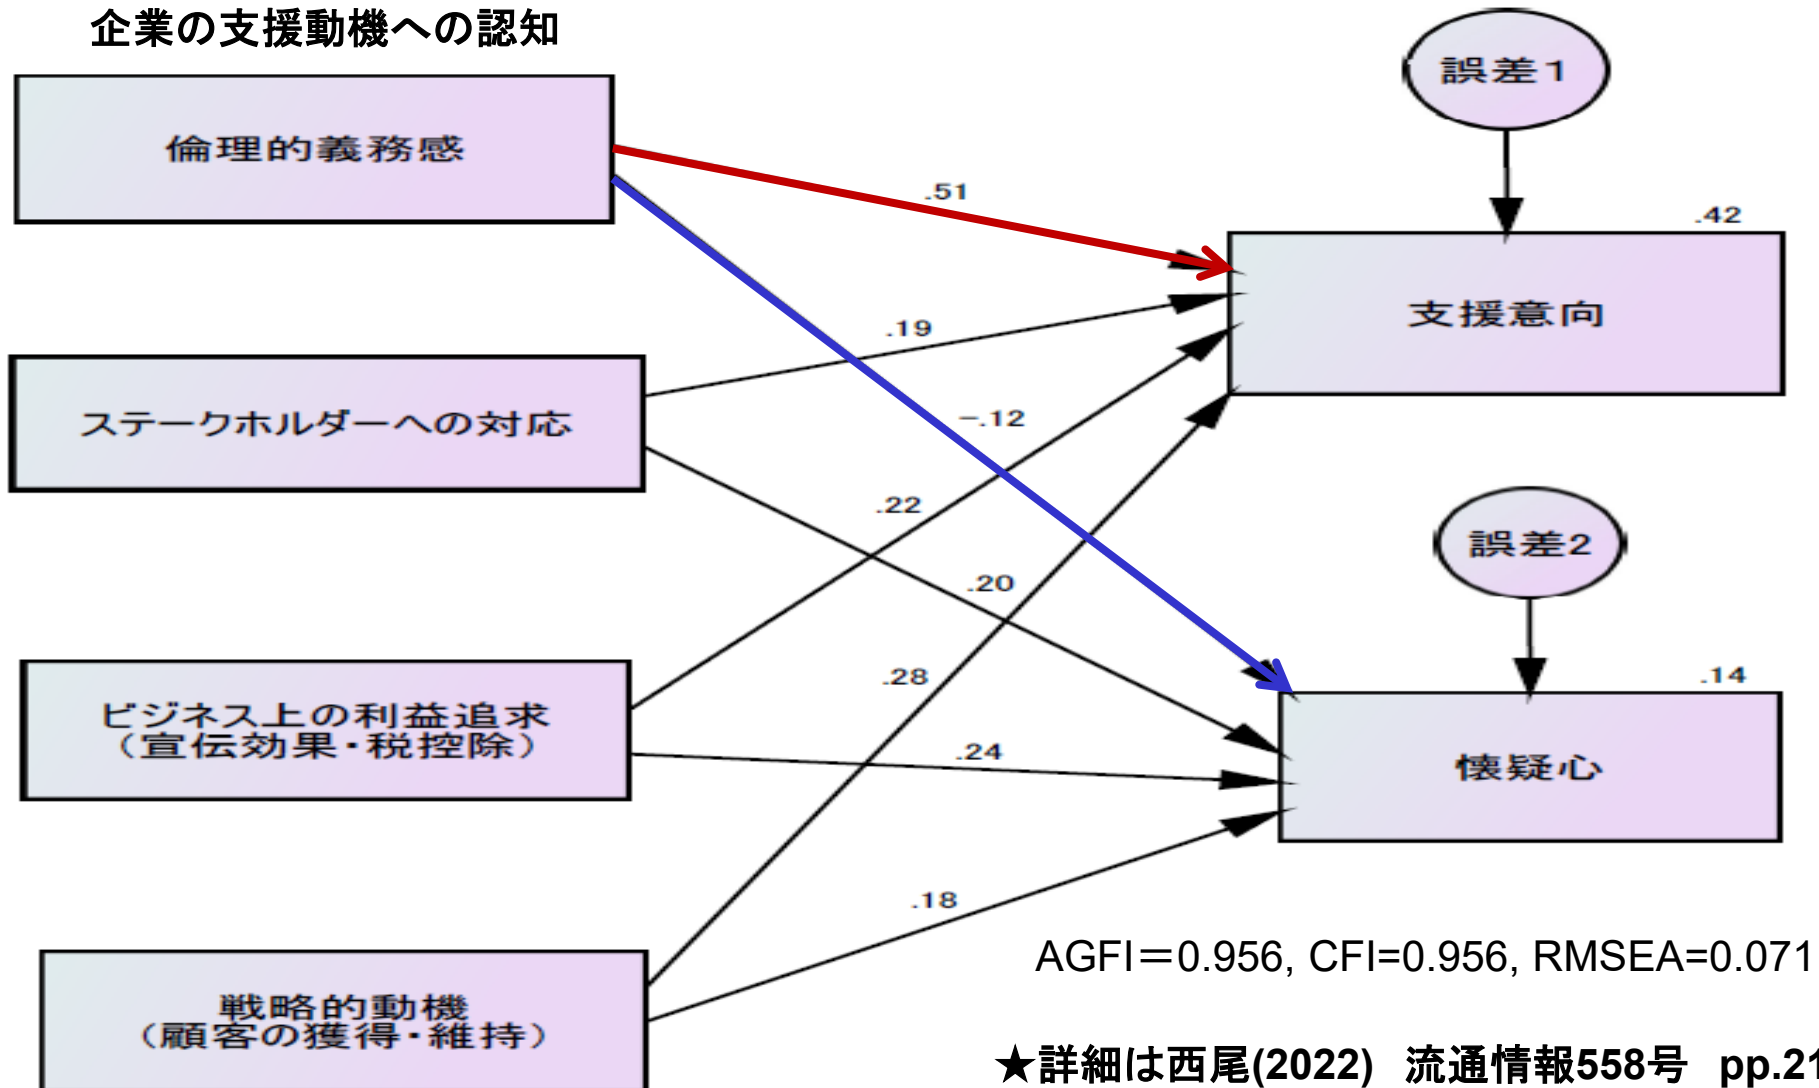 企業の支援動機への認知
誤差1
倫理的義務感
.51
.42
支援意向
.19
ステークホルダーへの対応
-.12
.22
誤差2
.20
.28
.14
ビジネス上の利益追求
(宣伝効果・税控除)
.24
懐疑心
.18
AGFI＝0.956, CFI=0.956, RMSEA=0.071
戦略的動機
(顧客の獲得・維持)
★詳細は西尾(2022) 流通情報558号 pp.21